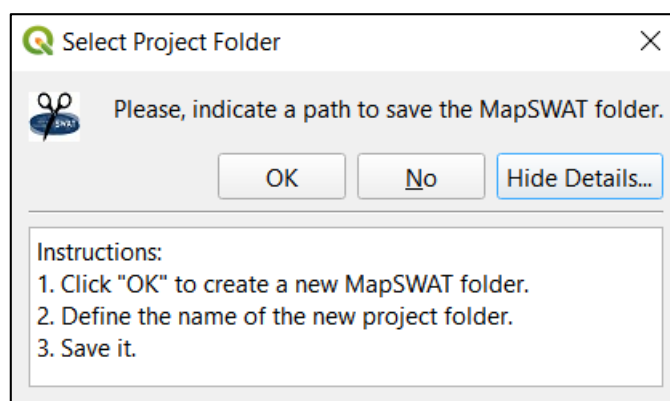 Select Project Folder
SWAT
Please, indicate a path to save the MapSWAT folder.
OK No Hide Details...
Instructions:
1. Click "OK" to create a new MapSWAT folder.
2. Define the name of the new project folder.
3. Save it.